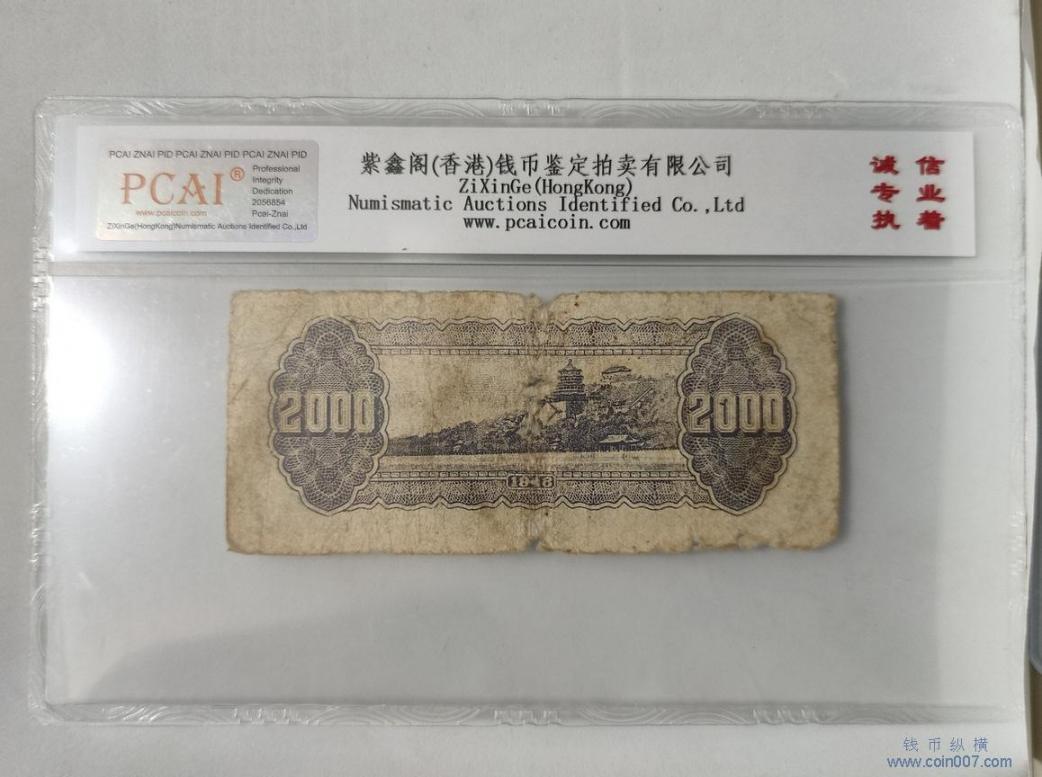 PCAI ZNAI PID PCAI ZNAI PID PCAI ZNAI PID
PCAI®
Professional
Integrity
Dedication
2056854
Pcai-Znai
www.pcaicoin.com
ZiXinGe(HongKong)Numismatic Auctions Identified Co.,Ltd
紫鑫阁(香港)钱币鉴定拍卖有限公司
ZiXinGe(HongKong)
Numismatic Auctions Identified Co.,Ltd
www.pcaicoin.com
诚信
专业
执着
2000
2000
钱币纵横
www.coin007.com